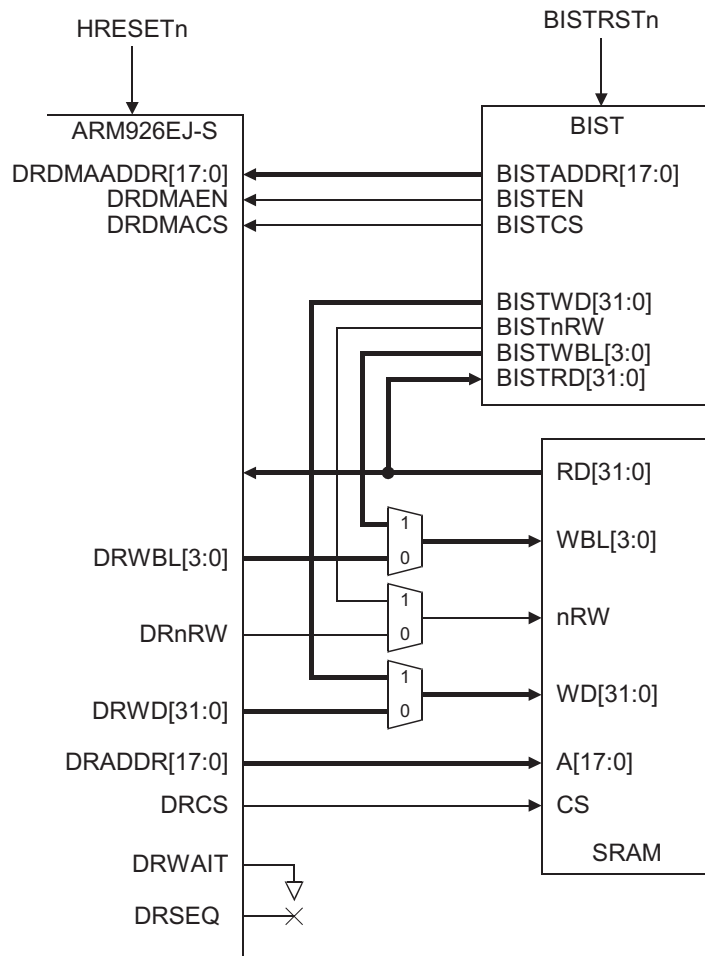 HRESETn
BISTRSTn
ARM926EJ-S
BIST
DRDMAADDR[17:0]
BISTADDR[17:0]
DRDMAEN
BISTEN
DRDMACS
BISTCS
BISTWD[31:0]
BISTnRW
BISTWBL[3:0]
BISTRD[31:0]
RD[31:0]
1
WBL[3:0]
DRWBL[3:0]
0
1
nRW
DRnRW
0
1
WD[31:0]
DRWD[31:0]
0
DRADDR[17:0]
A[17:0]
DRCS
CS
SRAM
DRWAIT
DRSEQ